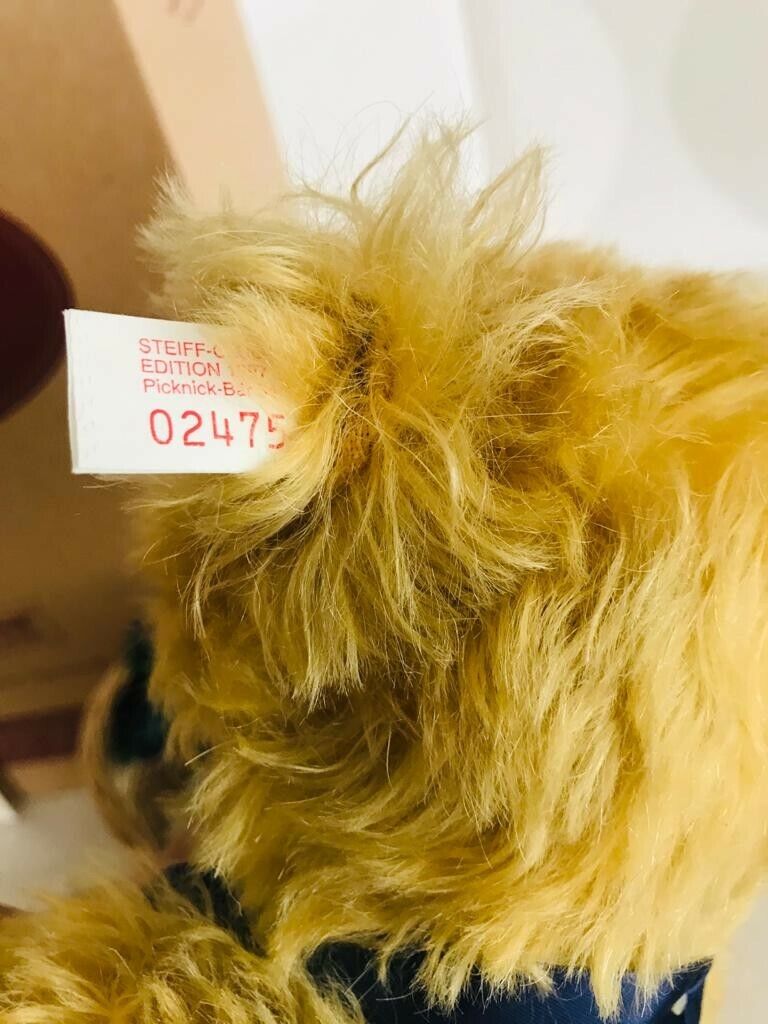 STEIFF-
EDITION
Picknick-
02475